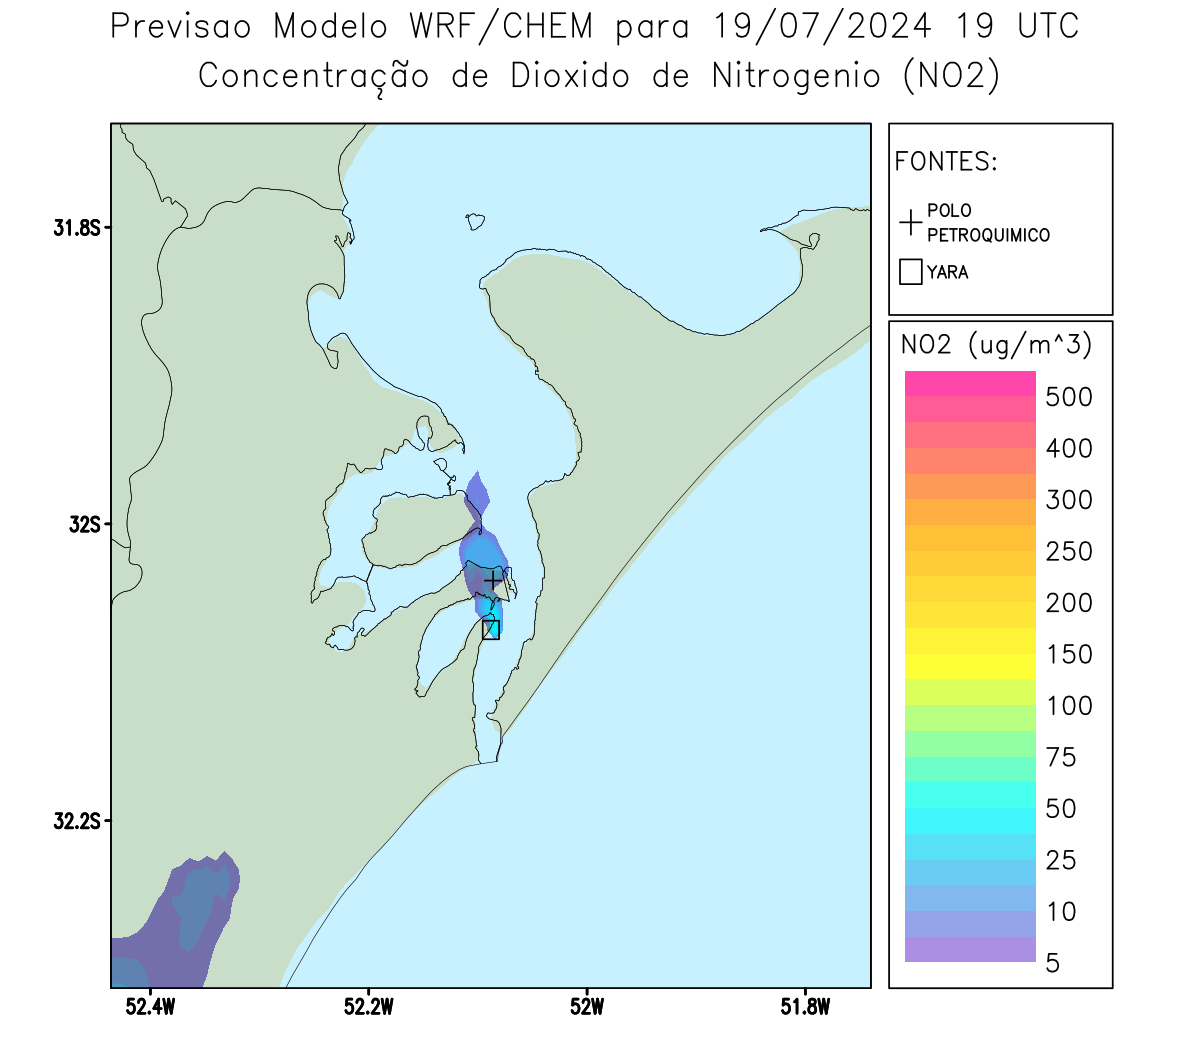 Previsao Modelo WRF/CHEM para 19/07/2024 19 UTC
Concentração de Dioxido de Nitrogenio (NO2)
FONTES:
POLO
PETROQUIMICO
YARA
31.8S
32S
32.2S
52.4W
52.2W
52W
51.8W
NO2 (ug/m^3)
500
400
300
250
200
150
100
75
50
25
10
5